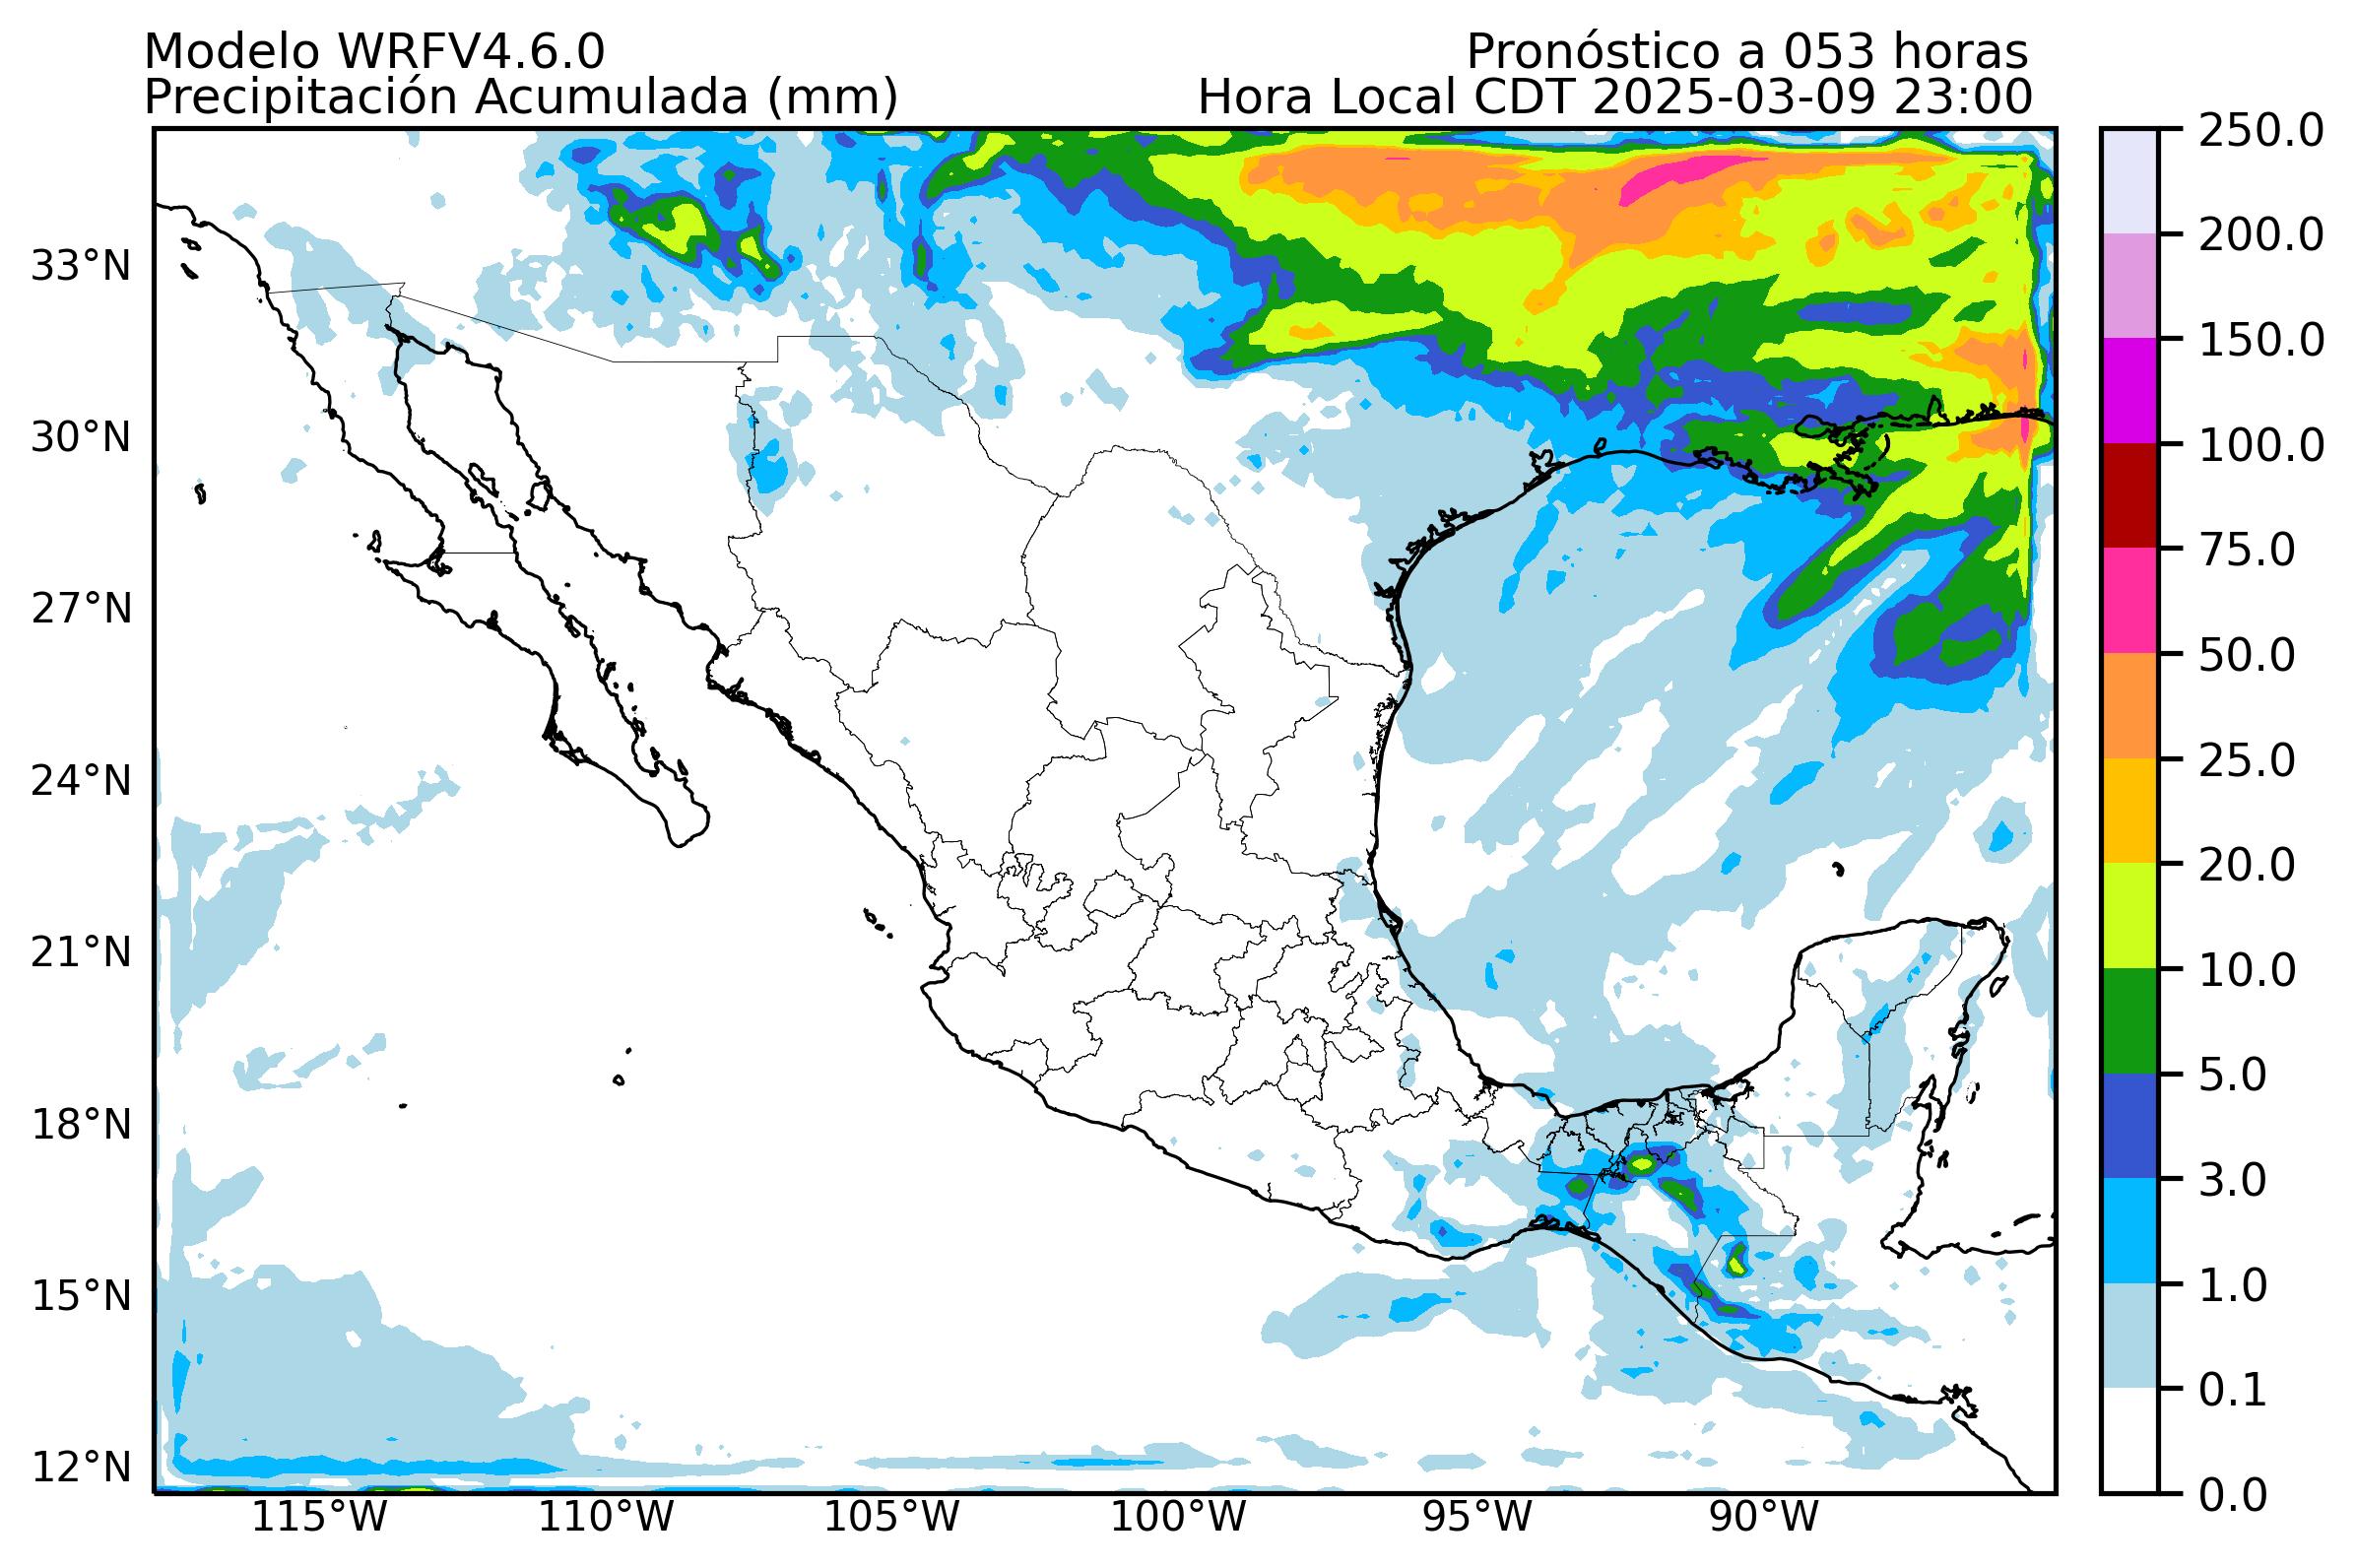 Modelo WRFV4.6.0
Pronóstico a 053 horas
Precipitación Acumulada (mm)
Hora Local CDT 2025-03-09 23:00
33°N
30°N
27°N
24°N
21°N
18°N
15°N
12°N
115°W
110°W
105°W
100°W
95°W
90°W
250.0
200.0
150.0
100.0
75.0
50.0
25.0
20.0
10.0
5.0
3.0
1.0
0.1
0.0